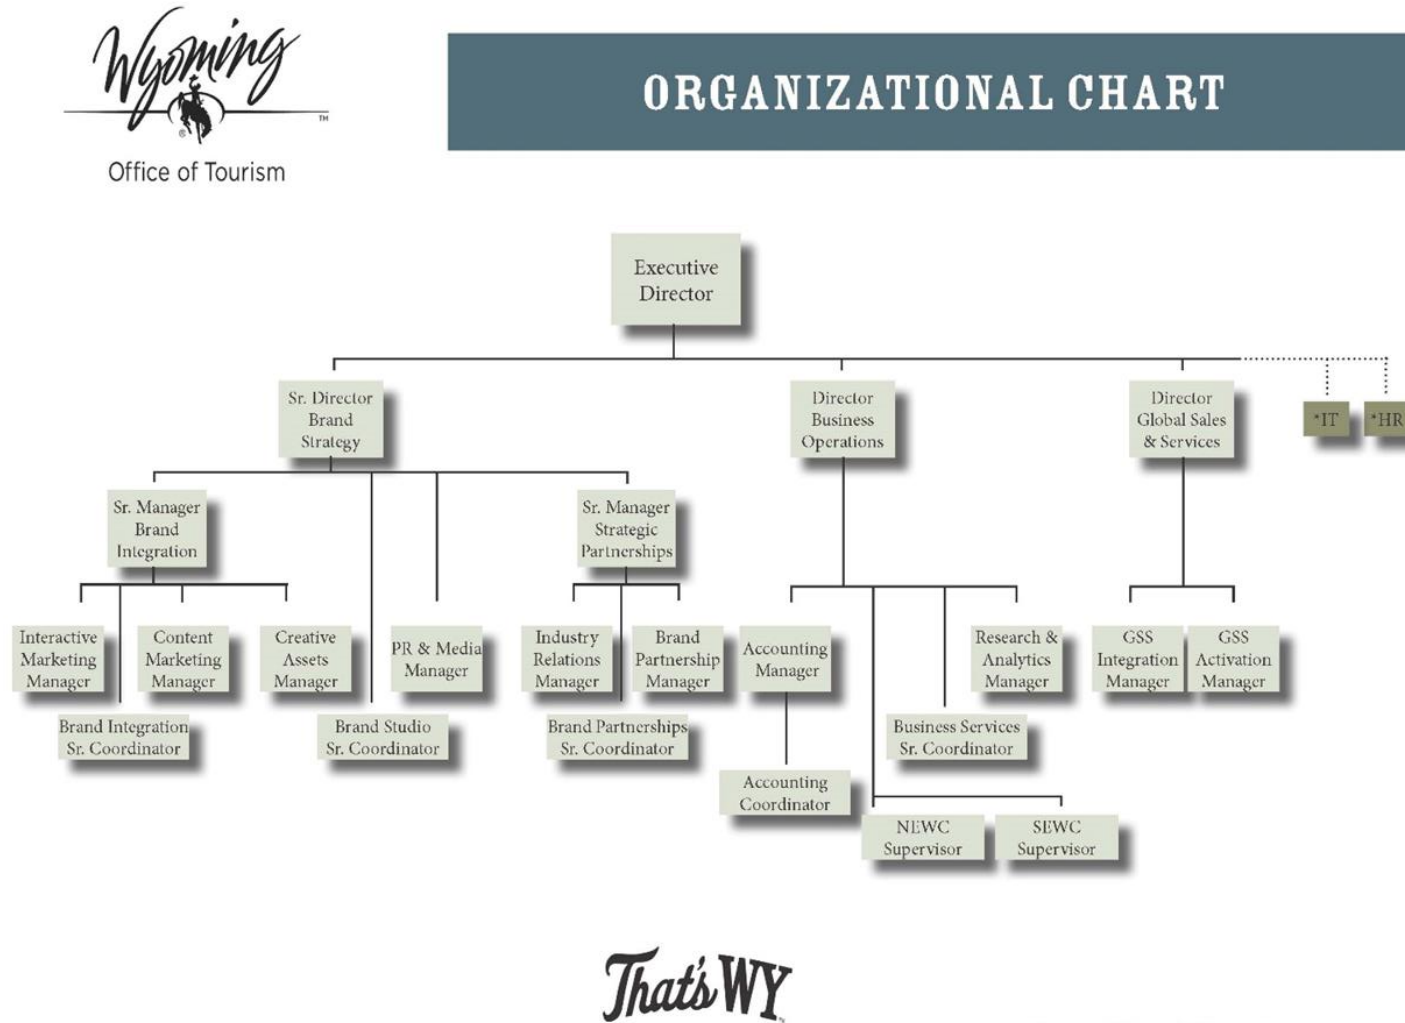 Wyoming
TM
®
Office of Tourism
ORGANIZATIONAL CHART
Executive
Director
Sr. Director
Brand
Strategy
Director
Business
Operations
Director
Global Sales
& Services
*IT
*HR
Sr. Manager
Brand
Integration
Sr. Manager
Strategic
Partnerships
Interactive
Marketing
Manager
Content
Marketing
Manager
Creative
Assets
Manager
PR & Media
Manager
Industry
Relations
Manager
Brand
Partnership
Manager
Accounting
Manager
Research &
Analytics
Manager
GSS
Integration
Manager
GSS
Activation
Manager
Brand Integration
Sr. Coordinator
Brand Studio
Sr. Coordinator
Brand Partnerships
Sr. Coordinator
Business Services
Sr. Coordinator
Accounting
Coordinator
NEWC
Supervisor
SEWC
Supervisor
That's WY